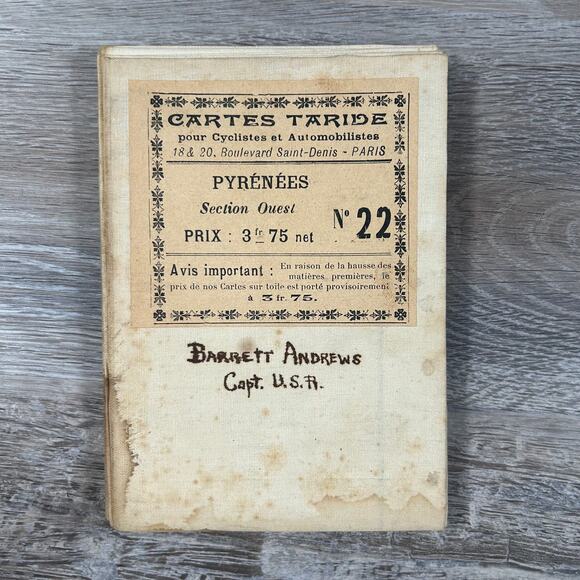 CARTES TARIDE
pour Cyclistes et Automobilistes
18 & 20, Boulevard Saint-Denis - PARIS
PYRÉNÉES
Section Ouest
Nº 22
PRIX : 3 fr 75 net
Avis important : En raison de la hausse des
matières premières, le
prix de nos Cartes sur toile est porté provisoirement
à 3 fr. 75.
BARRETT ANDREWS
Capt. U.S.A.